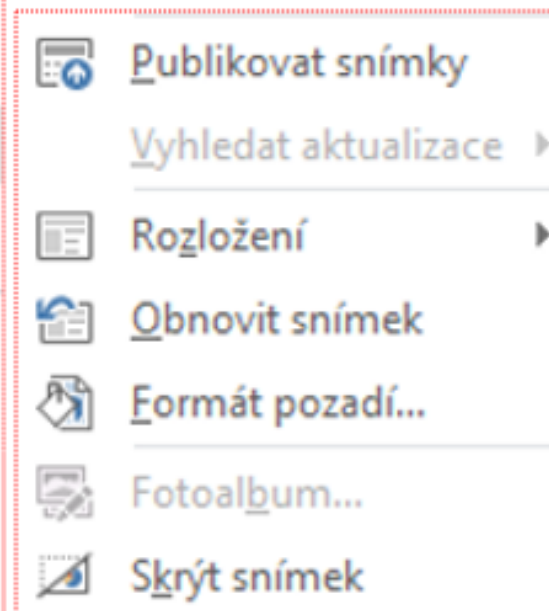 Publikovat snímky
Vyhledat aktualizace
Rozložení
Obnovit snímek
Formát pozadí...
Fotoalbum...
Skrýt snímek